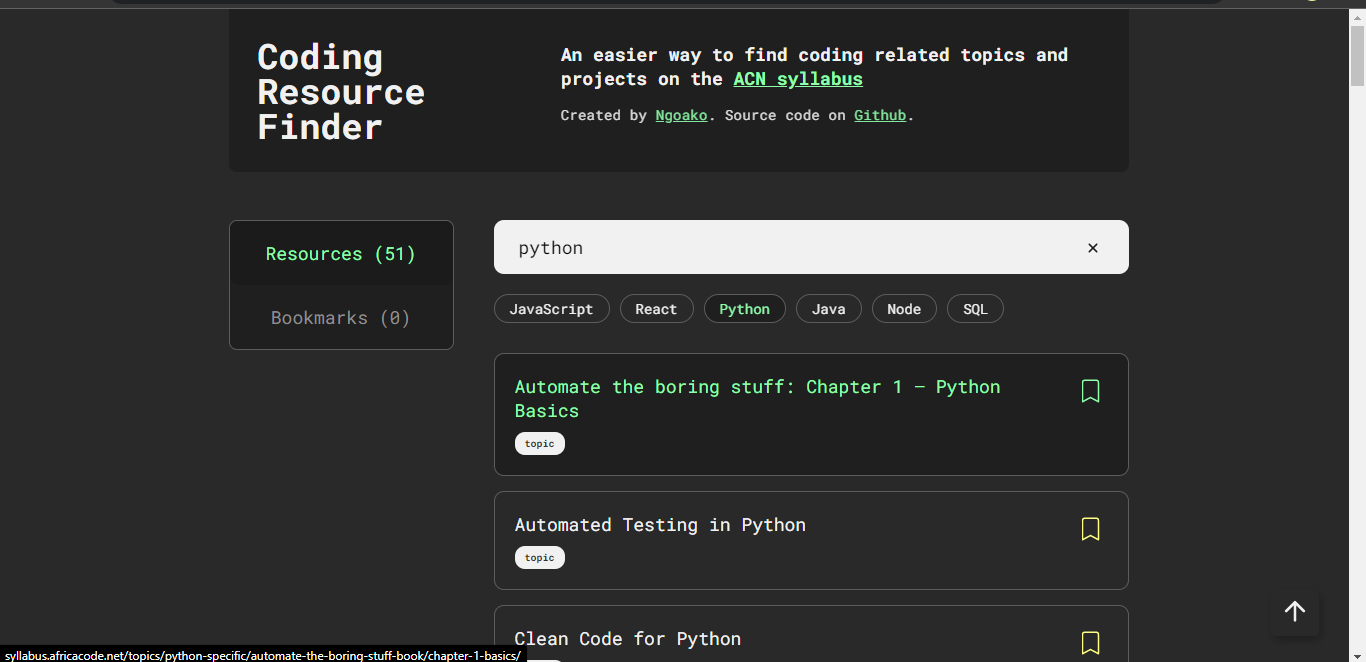 Coding
Resource
Finder
An easier way to find coding related topics and
projects on the ACN syllabus
Created by Ngoako. Source code on Github.
Resources (51)
Bookmarks (0)
python
×
JavaScript
React
Python
Java
Node
SQL
Automate the boring stuff: Chapter 1 – Python
Basics
topic
Automated Testing in Python
topic
Clean Code for Python
syllabus.africacode.net/topics/python-specific/automate-the-boring-stuff-book/chapter-1-basics/